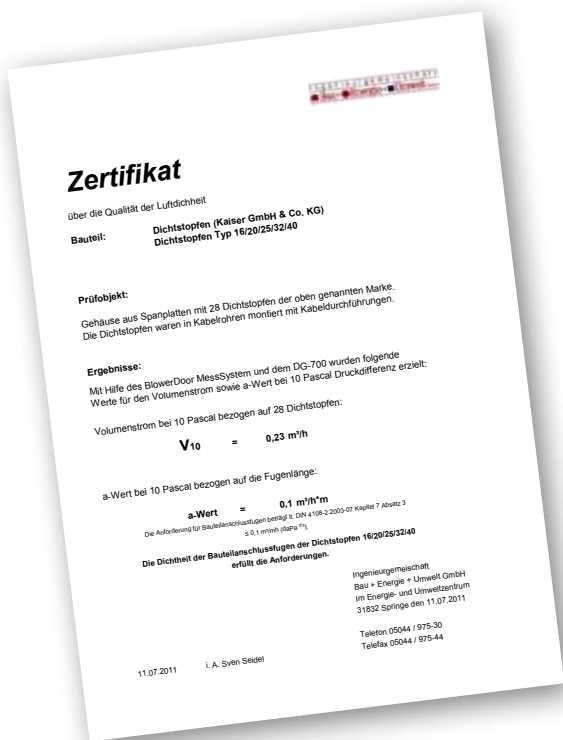 Zertifikat
über die Qualität der Luftdichheit
Bauteil: Dichtstopfen (Kaiser GmbH & Co. KG)
Dichtstopfen Typ 16/20/25/32/40
Prüfobjekt:
Gehäuse aus Spanplatten mit 28 Dichtstopfen der oben genannten Marke.
Die Dichtstopfen waren in Kabelrohren montiert mit Kabeldurchführungen.
Ergebnisse:
Mit Hilfe des BlowerDoor MessSystem und dem DG-700 wurden folgende
Werte für den Volumenstrom sowie a-Wert bei 10 Pascal Druckdifferenz erzielt:
Volumenstrom bei 10 Pascal bezogen auf 28 Dichtstopfen:
V10 = 0,23 m³/h
a-Wert bei 10 Pascal bezogen auf die Fugenlänge:
a-Wert = 0,1 m³/h*m
Die Anforderung für Bauteilanschlussfugen beträgt lt. DIN 4108-2:2003-07 Kapitel 7 Absatz 3
≤ 0,1 m³/mh (daPa ²/³).
Die Dichtheit der Bauteilanschlussfugen der Dichtstopfen 16/20/25/32/40
erfüllt die Anforderungen.
Ingenieurgemeischaft
Bau + Energie + Umwelt GmbH
Im Energie- und Umweltzentrum
31832 Springe den 11.07.2011
Telefon 05044 / 975-30
Telefax 05044 / 975-44
11.07.2011 i. A. Sven Seidel